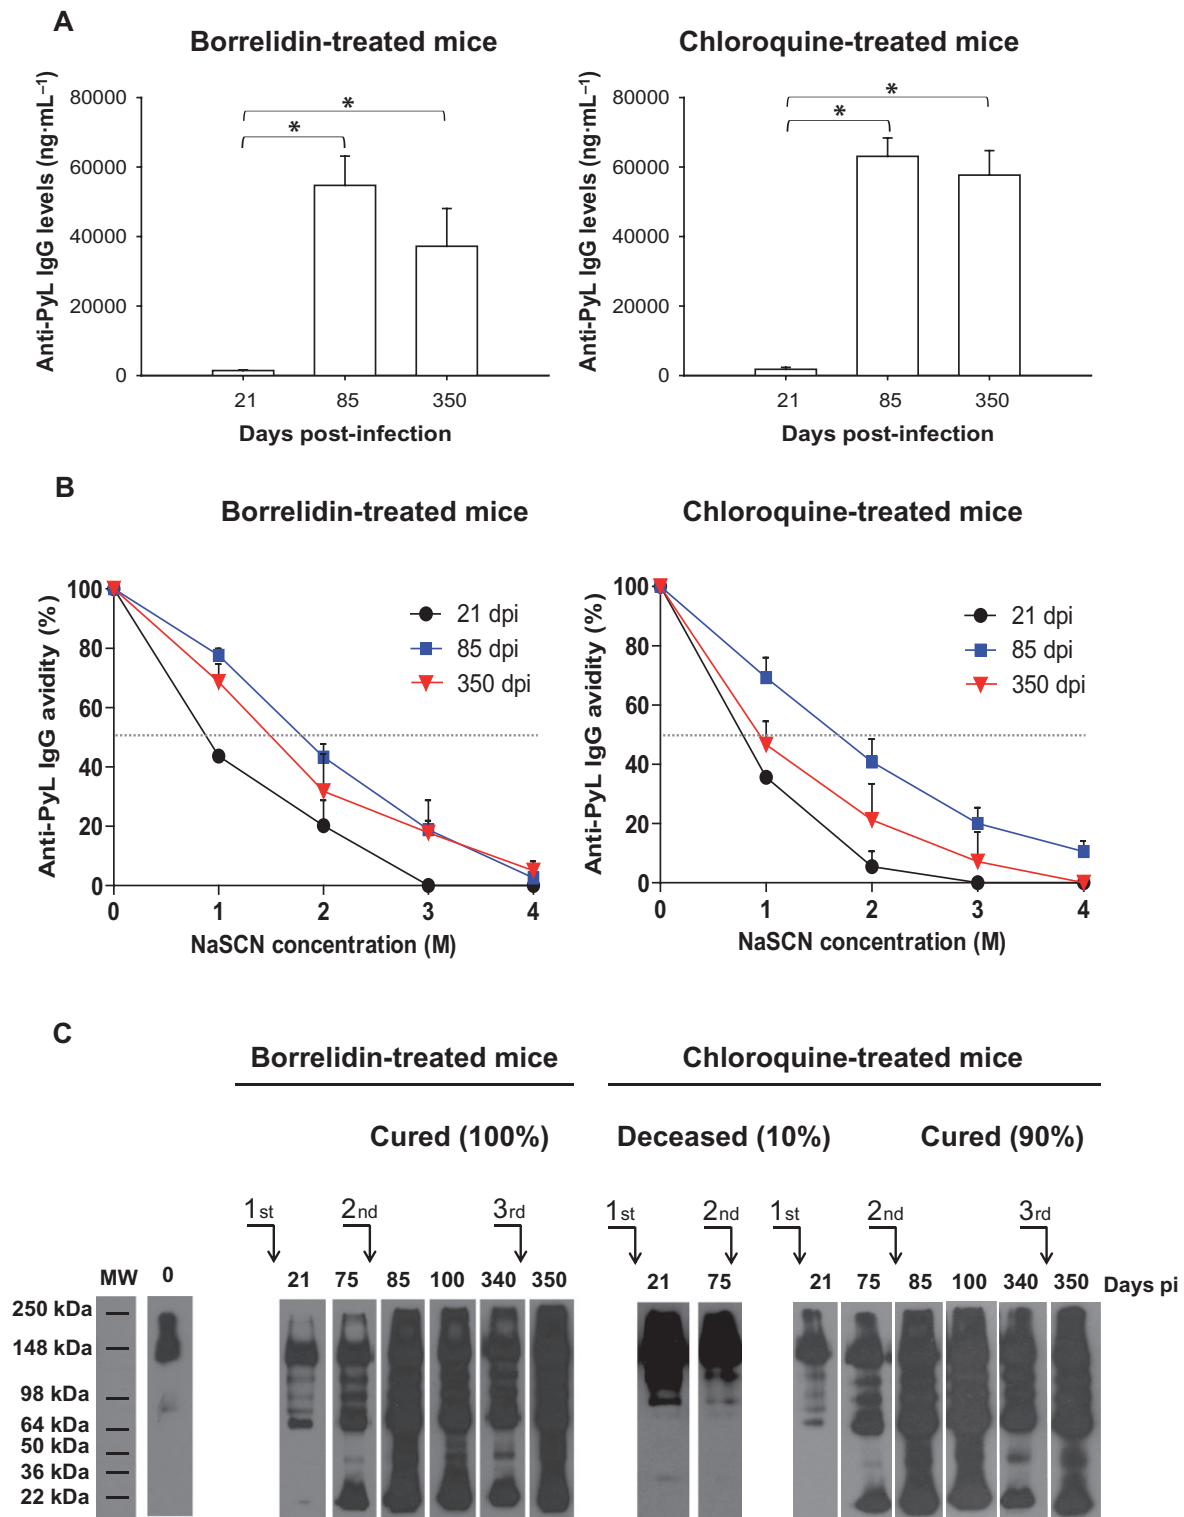 A
Borrelidin-treated mice
Chloroquine-treated mice
Anti-PyL IgG levels (ng·mL⁻¹)
80000
60000
40000
20000
0
*
*
21 85 350
Days post-infection
Anti-PyL IgG levels (ng·mL⁻¹)
80000
60000
40000
20000
0
*
*
21 85 350
Days post-infection
B
Borrelidin-treated mice
Chloroquine-treated mice
Anti-PyL IgG avidity (%)
100
80
60
40
20
0
21 dpi
85 dpi
350 dpi
0 1 2 3 4
NaSCN concentration (M)
Anti-PyL IgG avidity (%)
100
80
60
40
20
0
21 dpi
85 dpi
350 dpi
0 1 2 3 4
NaSCN concentration (M)
C
Borrelidin-treated mice
Chloroquine-treated mice
Cured (100%)
Deceased (10%)
Cured (90%)
1st 2nd 3rd 1st 2nd 1st 2nd 3rd
MW 0 21 75 85 100 340 350 21 75 21 75 85 100 340 350 Days pi
250 kDa
148 kDa
98 kDa
64 kDa
50 kDa
36 kDa
22 kDa